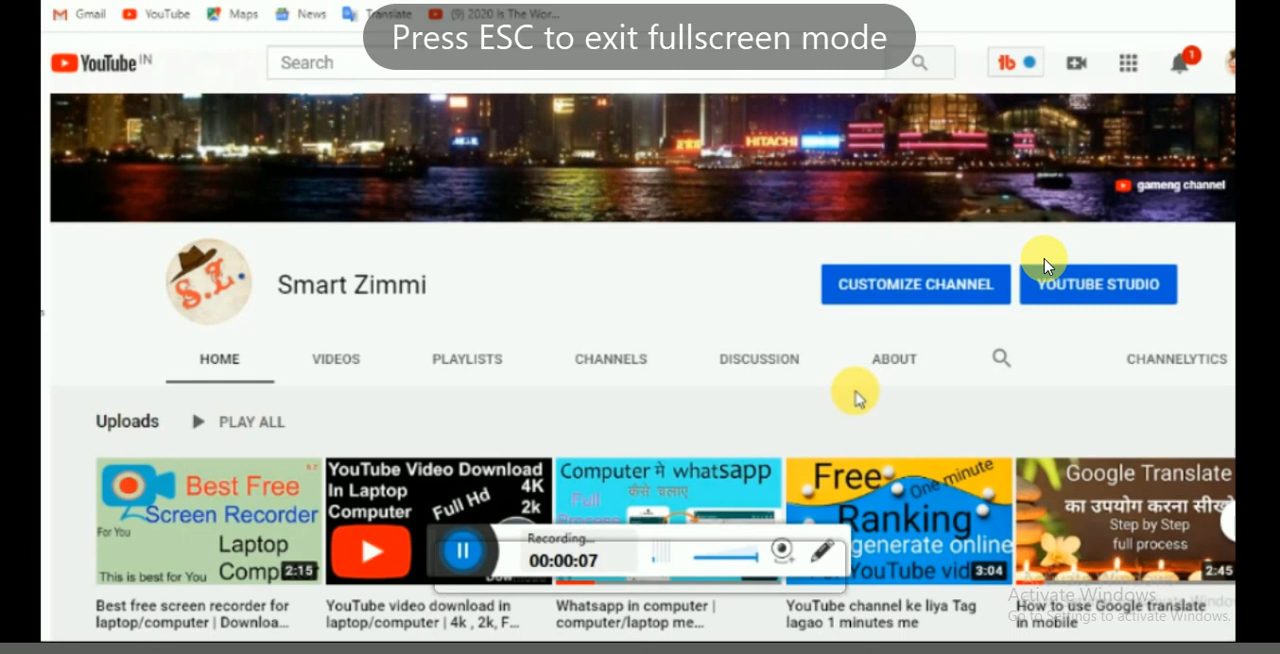 Gmail
YouTube
Maps
News
Translate
(9) 2020 Is The Wor...
Press ESC to exit fullscreen mode
YouTube IN
Search
1
HITACHI
gameng channel
S.Z.
Smart Zimmi
CUSTOMIZE CHANNEL
YOUTUBE STUDIO
HOME
VIDEOS
PLAYLISTS
CHANNELS
DISCUSSION
ABOUT
CHANNELYTICS
Uploads
PLAY ALL
Best Free
Screen Recorder
For You
Laptop
This is best for You
2:15
YouTube Video Download
In Laptop
Computer
Full Hd
4K
2k
Computer मे whatsapp
कैसे चलाए
Full
Free
One minute
Ranking
generate online
YouTube vid
3:04
Google Translate
का उपयोग करना सीखे
Step by Step
full process
2:45
Recording...
00:00:07
Best free screen recorder for
laptop/computer | Downloa...
YouTube video download in
laptop/computer | 4k , 2k, F...
Whatsapp in computer |
computer/laptop me...
YouTube channel ke liya Tag
lagao 1 minutes me
How to use Google translate
in mobile
Activate Windows
Go to Settings to activate Windows.